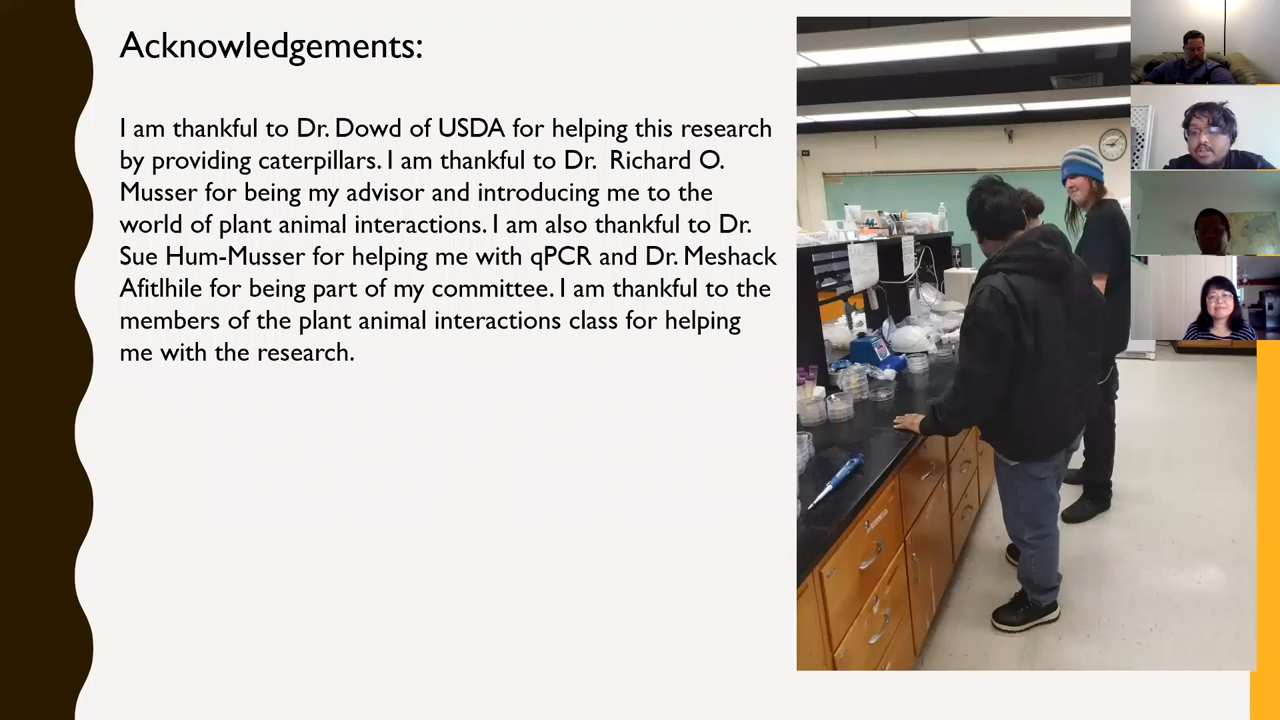 Acknowledgements:
I am thankful to Dr. Dowd of USDA for helping this research
by providing caterpillars. I am thankful to Dr. Richard O.
Musser for being my advisor and introducing me to the
world of plant animal interactions. I am also thankful to Dr.
Sue Hum-Musser for helping me with qPCR and Dr. Meshack
Afitlhile for being part of my committee. I am thankful to the
members of the plant animal interactions class for helping
me with the research.